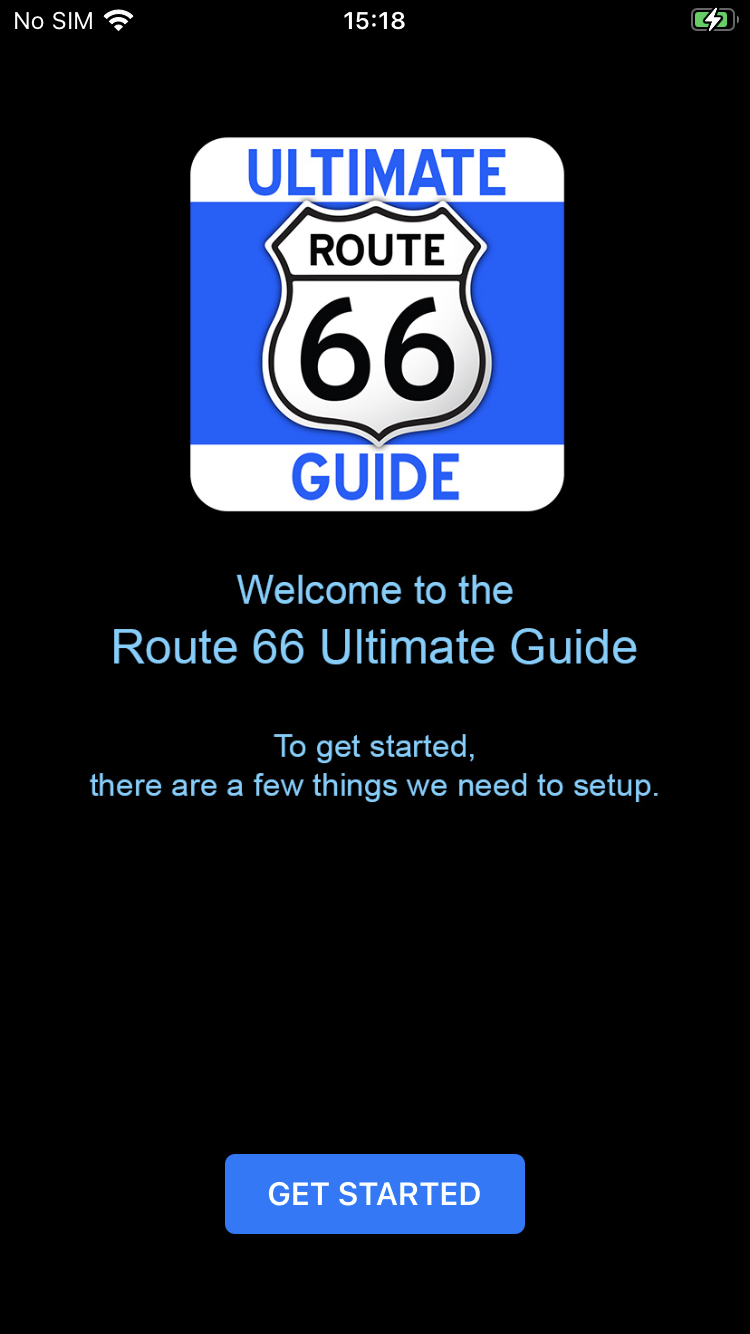 No SIM 15:18
ULTIMATE
ROUTE
66
GUIDE
Welcome to the
Route 66 Ultimate Guide
To get started,
there are a few things we need to setup.
GET STARTED